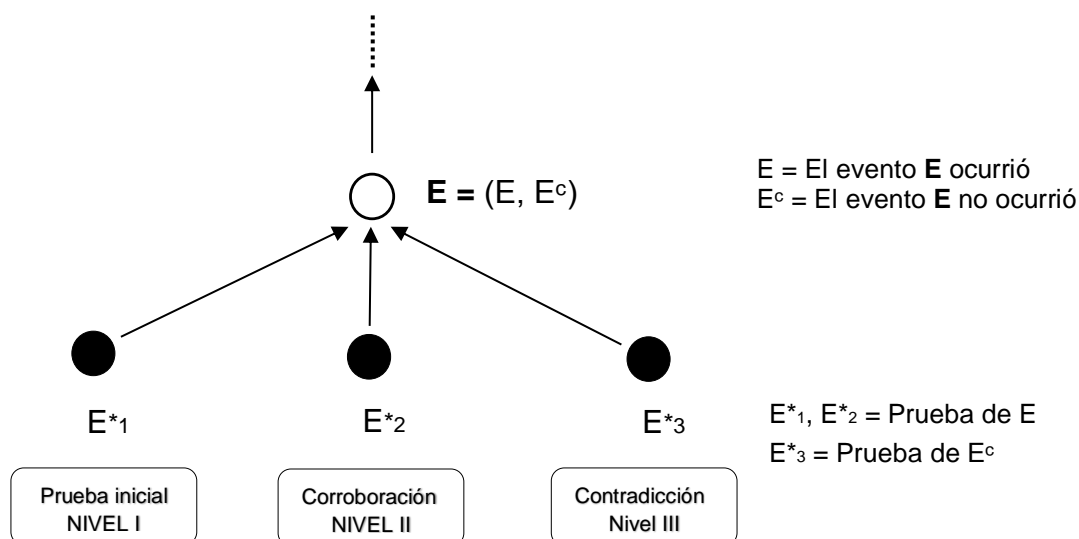 E = (E, Eᶜ)
E = El evento E ocurrió
Eᶜ = El evento E no ocurrió
E*₁
E*₂
E*₃
E*₁, E*₂ = Prueba de E
E*₃ = Prueba de Eᶜ
Prueba inicial
NIVEL I
Corroboración
NIVEL II
Contradicción
Nivel III